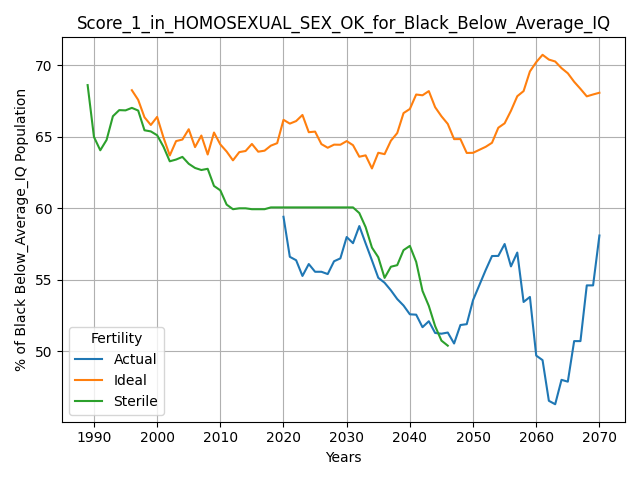 Score_1_in_HOMOSEXUAL_SEX_OK_for_Black_Below_Average_IQ
% of Black Below_Average_IQ Population
70
65
60
55
50
Fertility
Actual
Ideal
Sterile
1990 2000 2010 2020 2030 2040 2050 2060 2070
Years